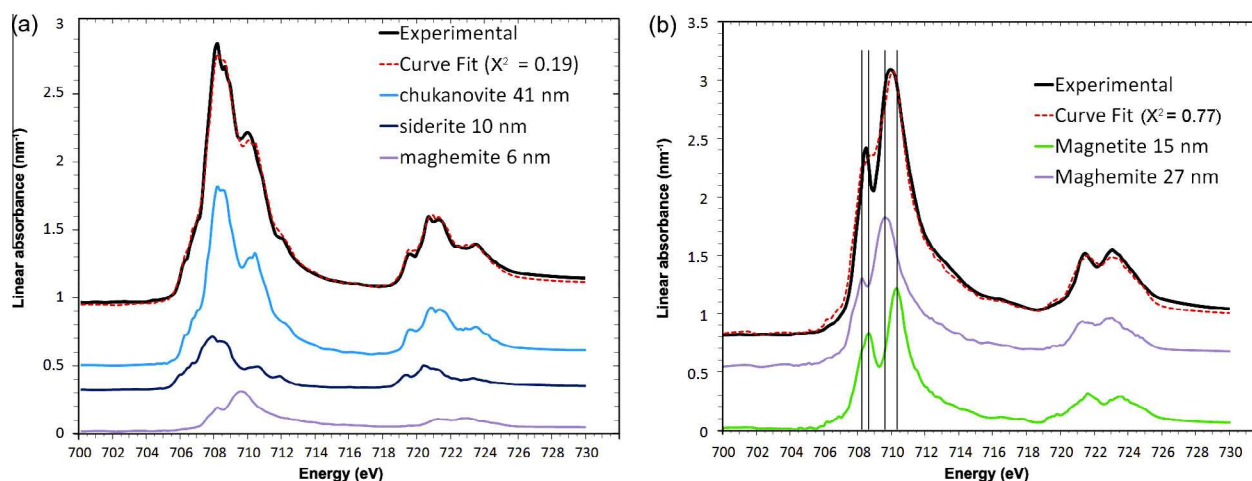 (a)
3
2.5
2
1.5
1
0.5
0
Linear absorbance (nm⁻¹)
Experimental
Curve Fit (X² = 0.19)
chukanovite 41 nm
siderite 10 nm
maghemite 6 nm
700 702 704 706 708 710 712 714 716 718 720 722 724 726 728 730
Energy (eV)
(b)
3.5
3
2.5
2
1.5
1
0.5
0
Linear absorbance (nm⁻¹)
Experimental
Curve Fit (X² = 0.77)
Magnetite 15 nm
Maghemite 27 nm
700 702 704 706 708 710 712 714 716 718 720 722 724 726 728 730
Energy (eV)